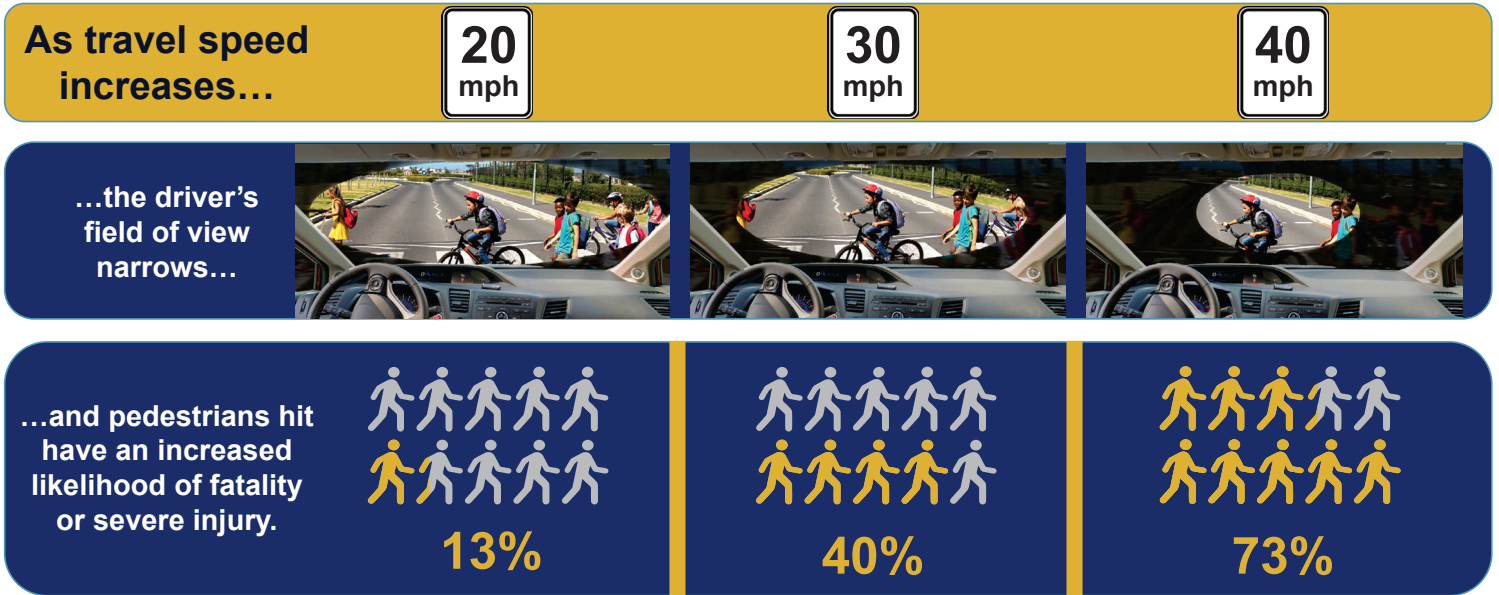 As travel speed
increases…
20
mph
30
mph
40
mph
…the driver’s
field of view
narrows…
…and pedestrians hit
have an increased
likelihood of fatality
or severe injury.
13%
40%
73%